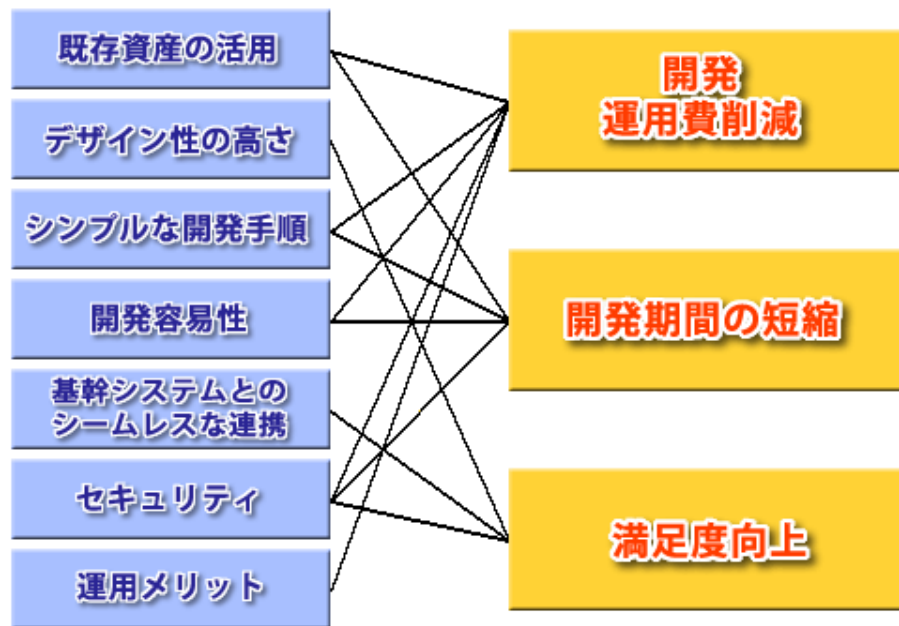 既存資産の活用
デザイン性の高さ
シンプルな開発手順
開発容易性
基幹システムとの
シームレスな連携
セキュリティ
運用メリット
開発
運用費削減
開発期間の短縮
満足度向上